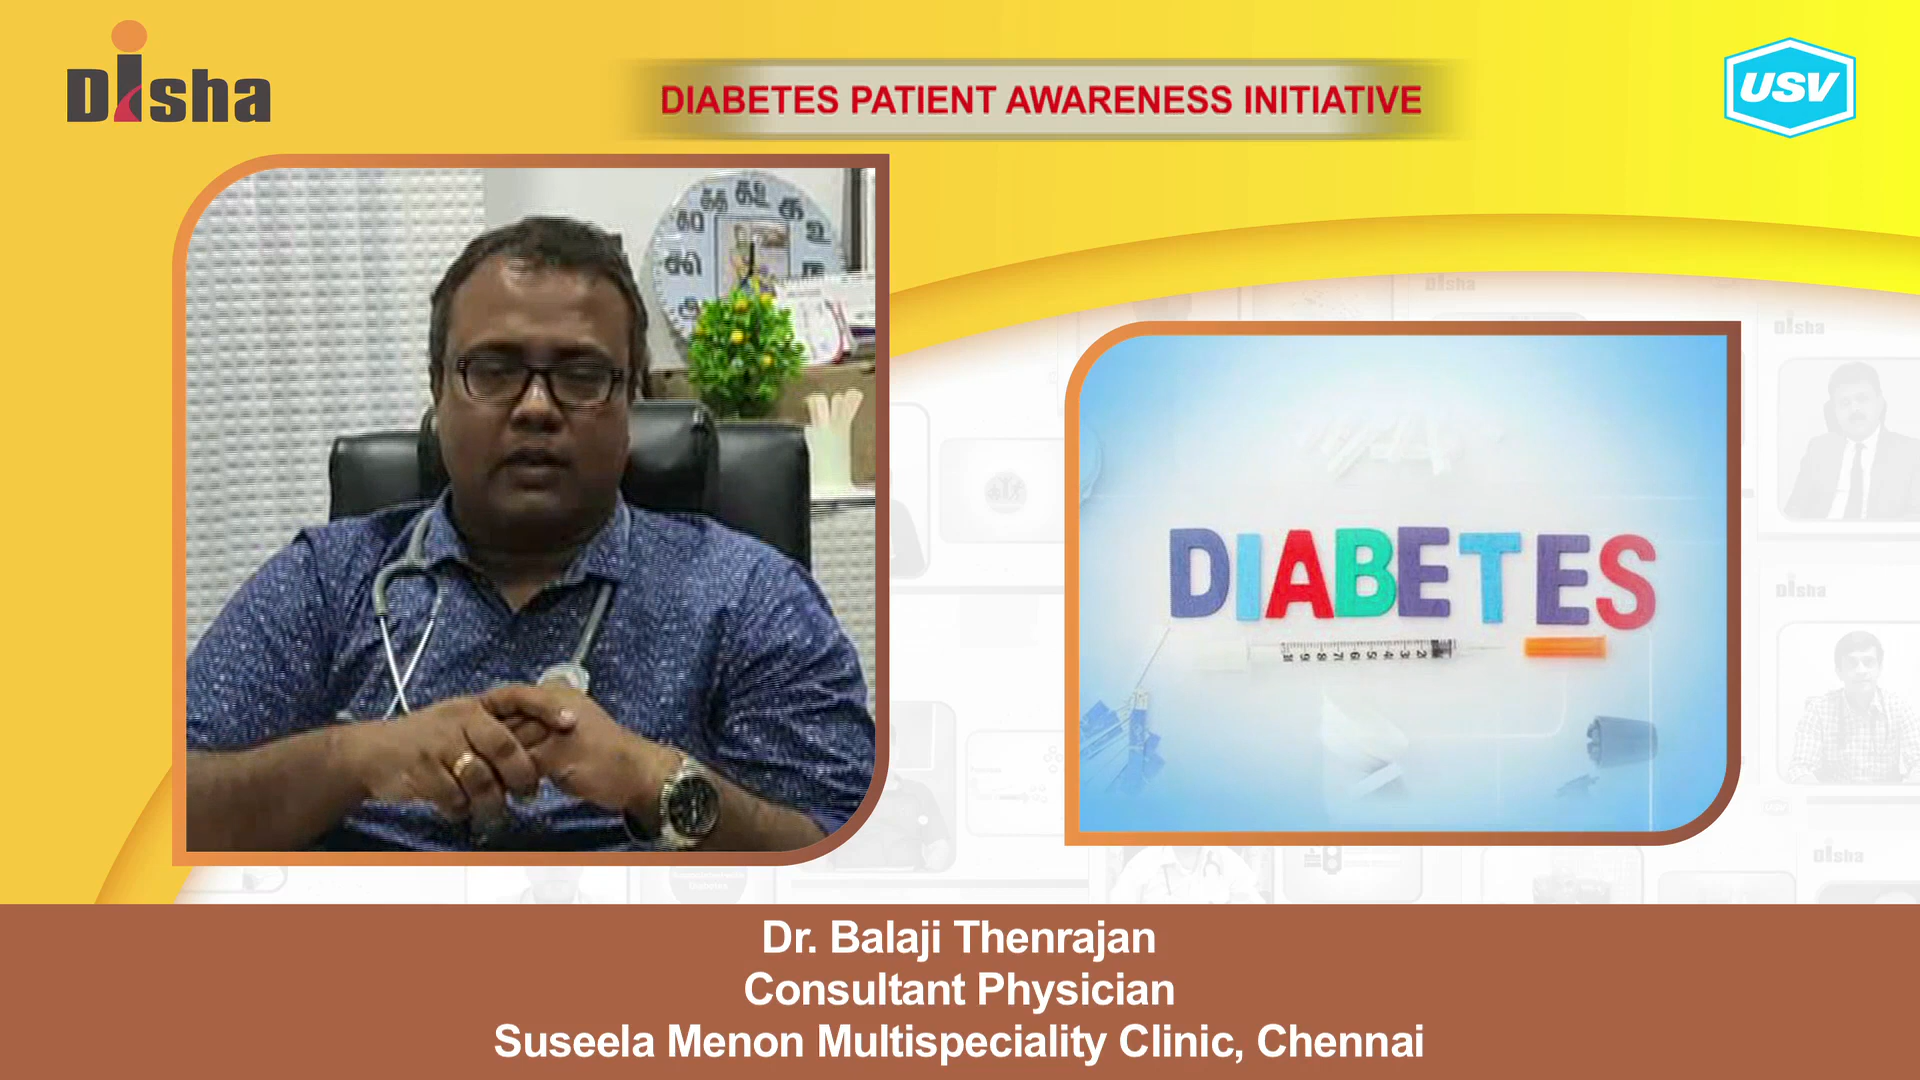 Disha
DIABETES PATIENT AWARENESS INITIATIVE
USV
DIABETES
Dr. Balaji Thenrajan
Consultant Physician
Suseela Menon Multispeciality Clinic, Chennai